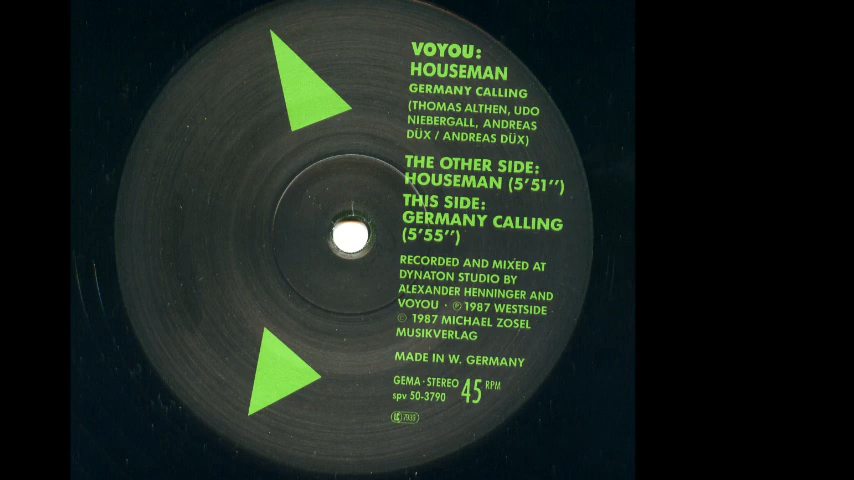 VOYOU:
HOUSEMAN
GERMANY CALLING
(THOMAS ALTHEN, UDO
NIEBERGALL, ANDREAS
DÜX / ANDREAS DÜX)
THE OTHER SIDE:
HOUSEMAN (5'51'')
THIS SIDE:
GERMANY CALLING
(5'55'')
RECORDED AND MIXED AT
DYNATON STUDIO BY
ALEXANDER HENNINGER AND
VOYOU · ℗ 1987 WESTSIDE
© 1987 MICHAEL ZOSEL
MUSIKVERLAG
MADE IN W. GERMANY
GEMA · STEREO 45 RPM
spv 50-3790